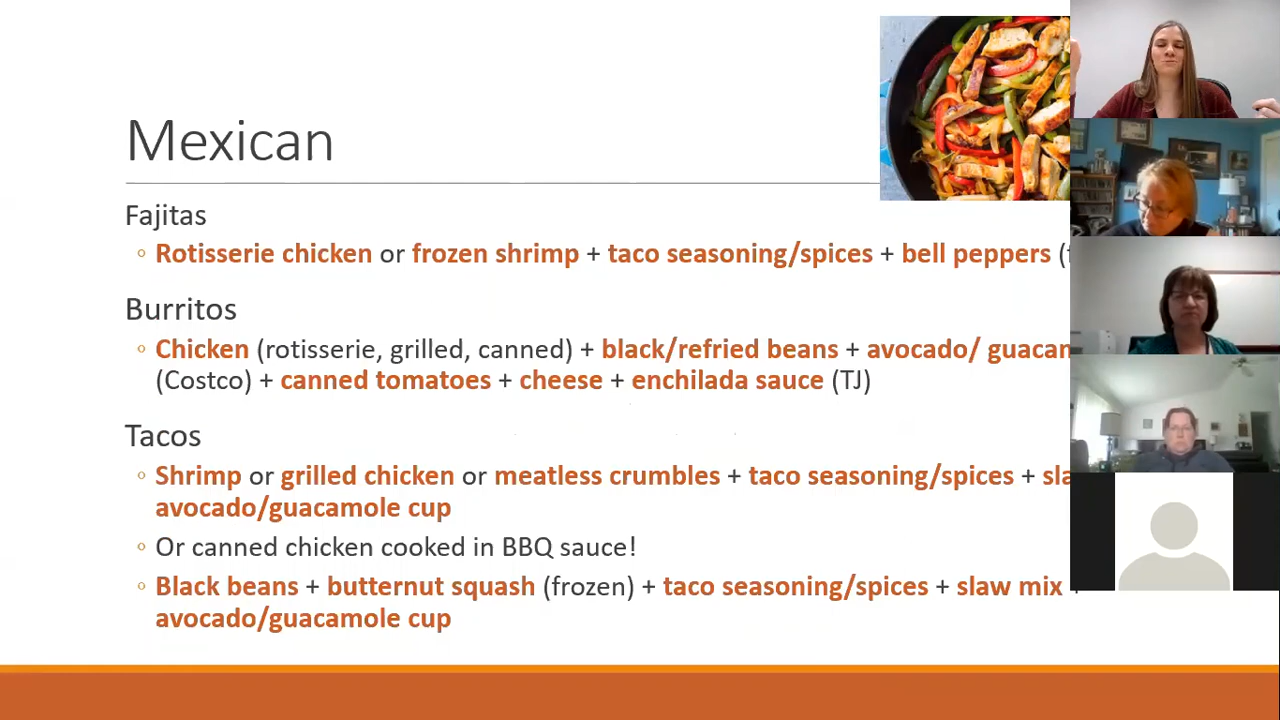 Mexican
Fajitas
◦ Rotisserie chicken or frozen shrimp + taco seasoning/spices + bell peppers
Burritos
◦ Chicken (rotisserie, grilled, canned) + black/refried beans + avocado/
(Costco) + canned tomatoes + cheese + enchilada sauce (TJ)
Tacos
◦ Shrimp or grilled chicken or meatless crumbles + taco seasoning/spices +
avocado/guacamole cup
◦ Or canned chicken cooked in BBQ sauce!
◦ Black beans + butternut squash (frozen) + taco seasoning/spices + slaw mix +
avocado/guacamole cup